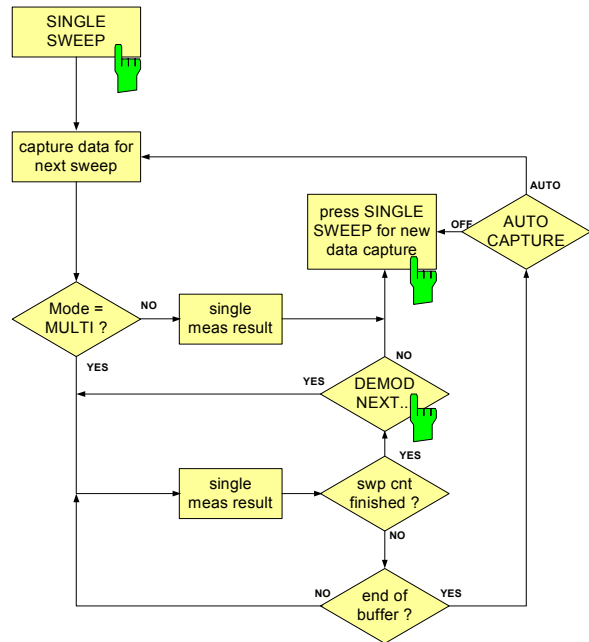 SINGLE
SWEEP
capture data for
next sweep
AUTO
press SINGLE
SWEEP for new
data capture
OFF
AUTO
CAPTURE
Mode =
MULTI ?
NO
single
meas result
YES
NO
YES
DEMOD
NEXT..
YES
single
meas result
swp cnt
finished ?
NO
NO
end of
buffer ?
YES